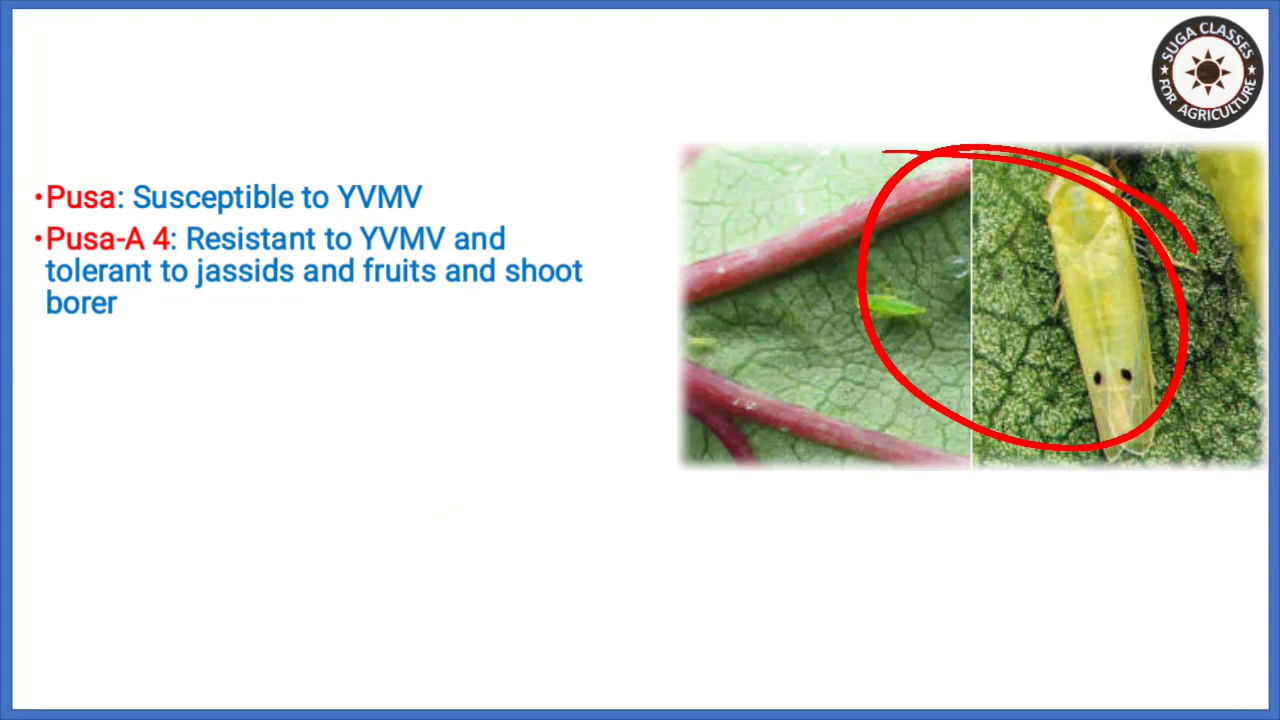 SUGA CLASSES
FOR AGRICULTURE
•Pusa: Susceptible to YVMV
•Pusa-A 4: Resistant to YVMV and
tolerant to jassids and fruits and shoot
borer